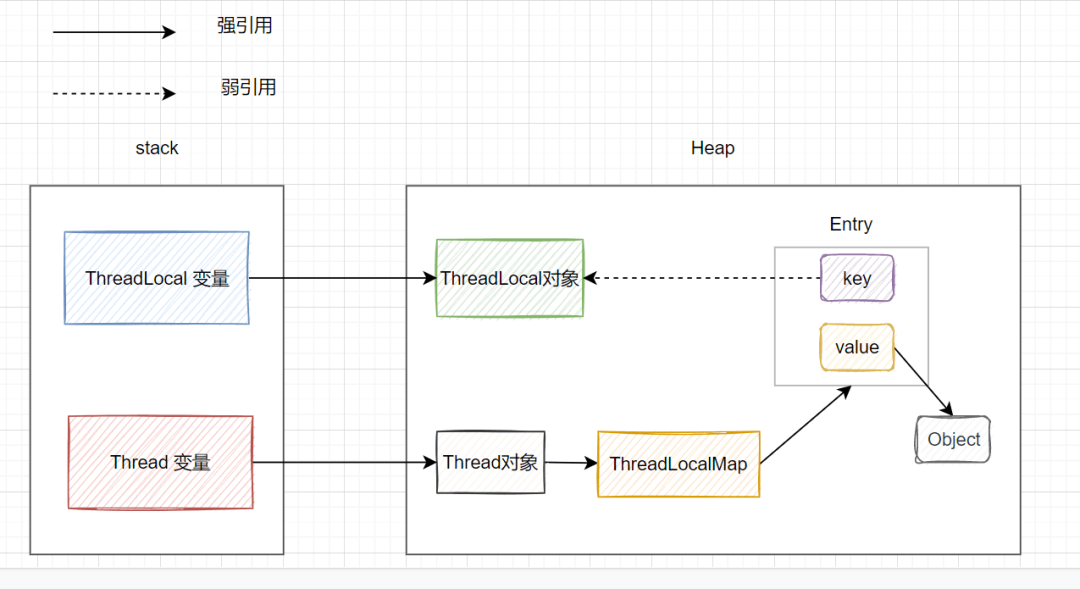 强引用
弱引用
stack
Heap
Entry
ThreadLocal 变量
ThreadLocal对象
key
value
Thread 变量
Thread对象
ThreadLocalMap
Object